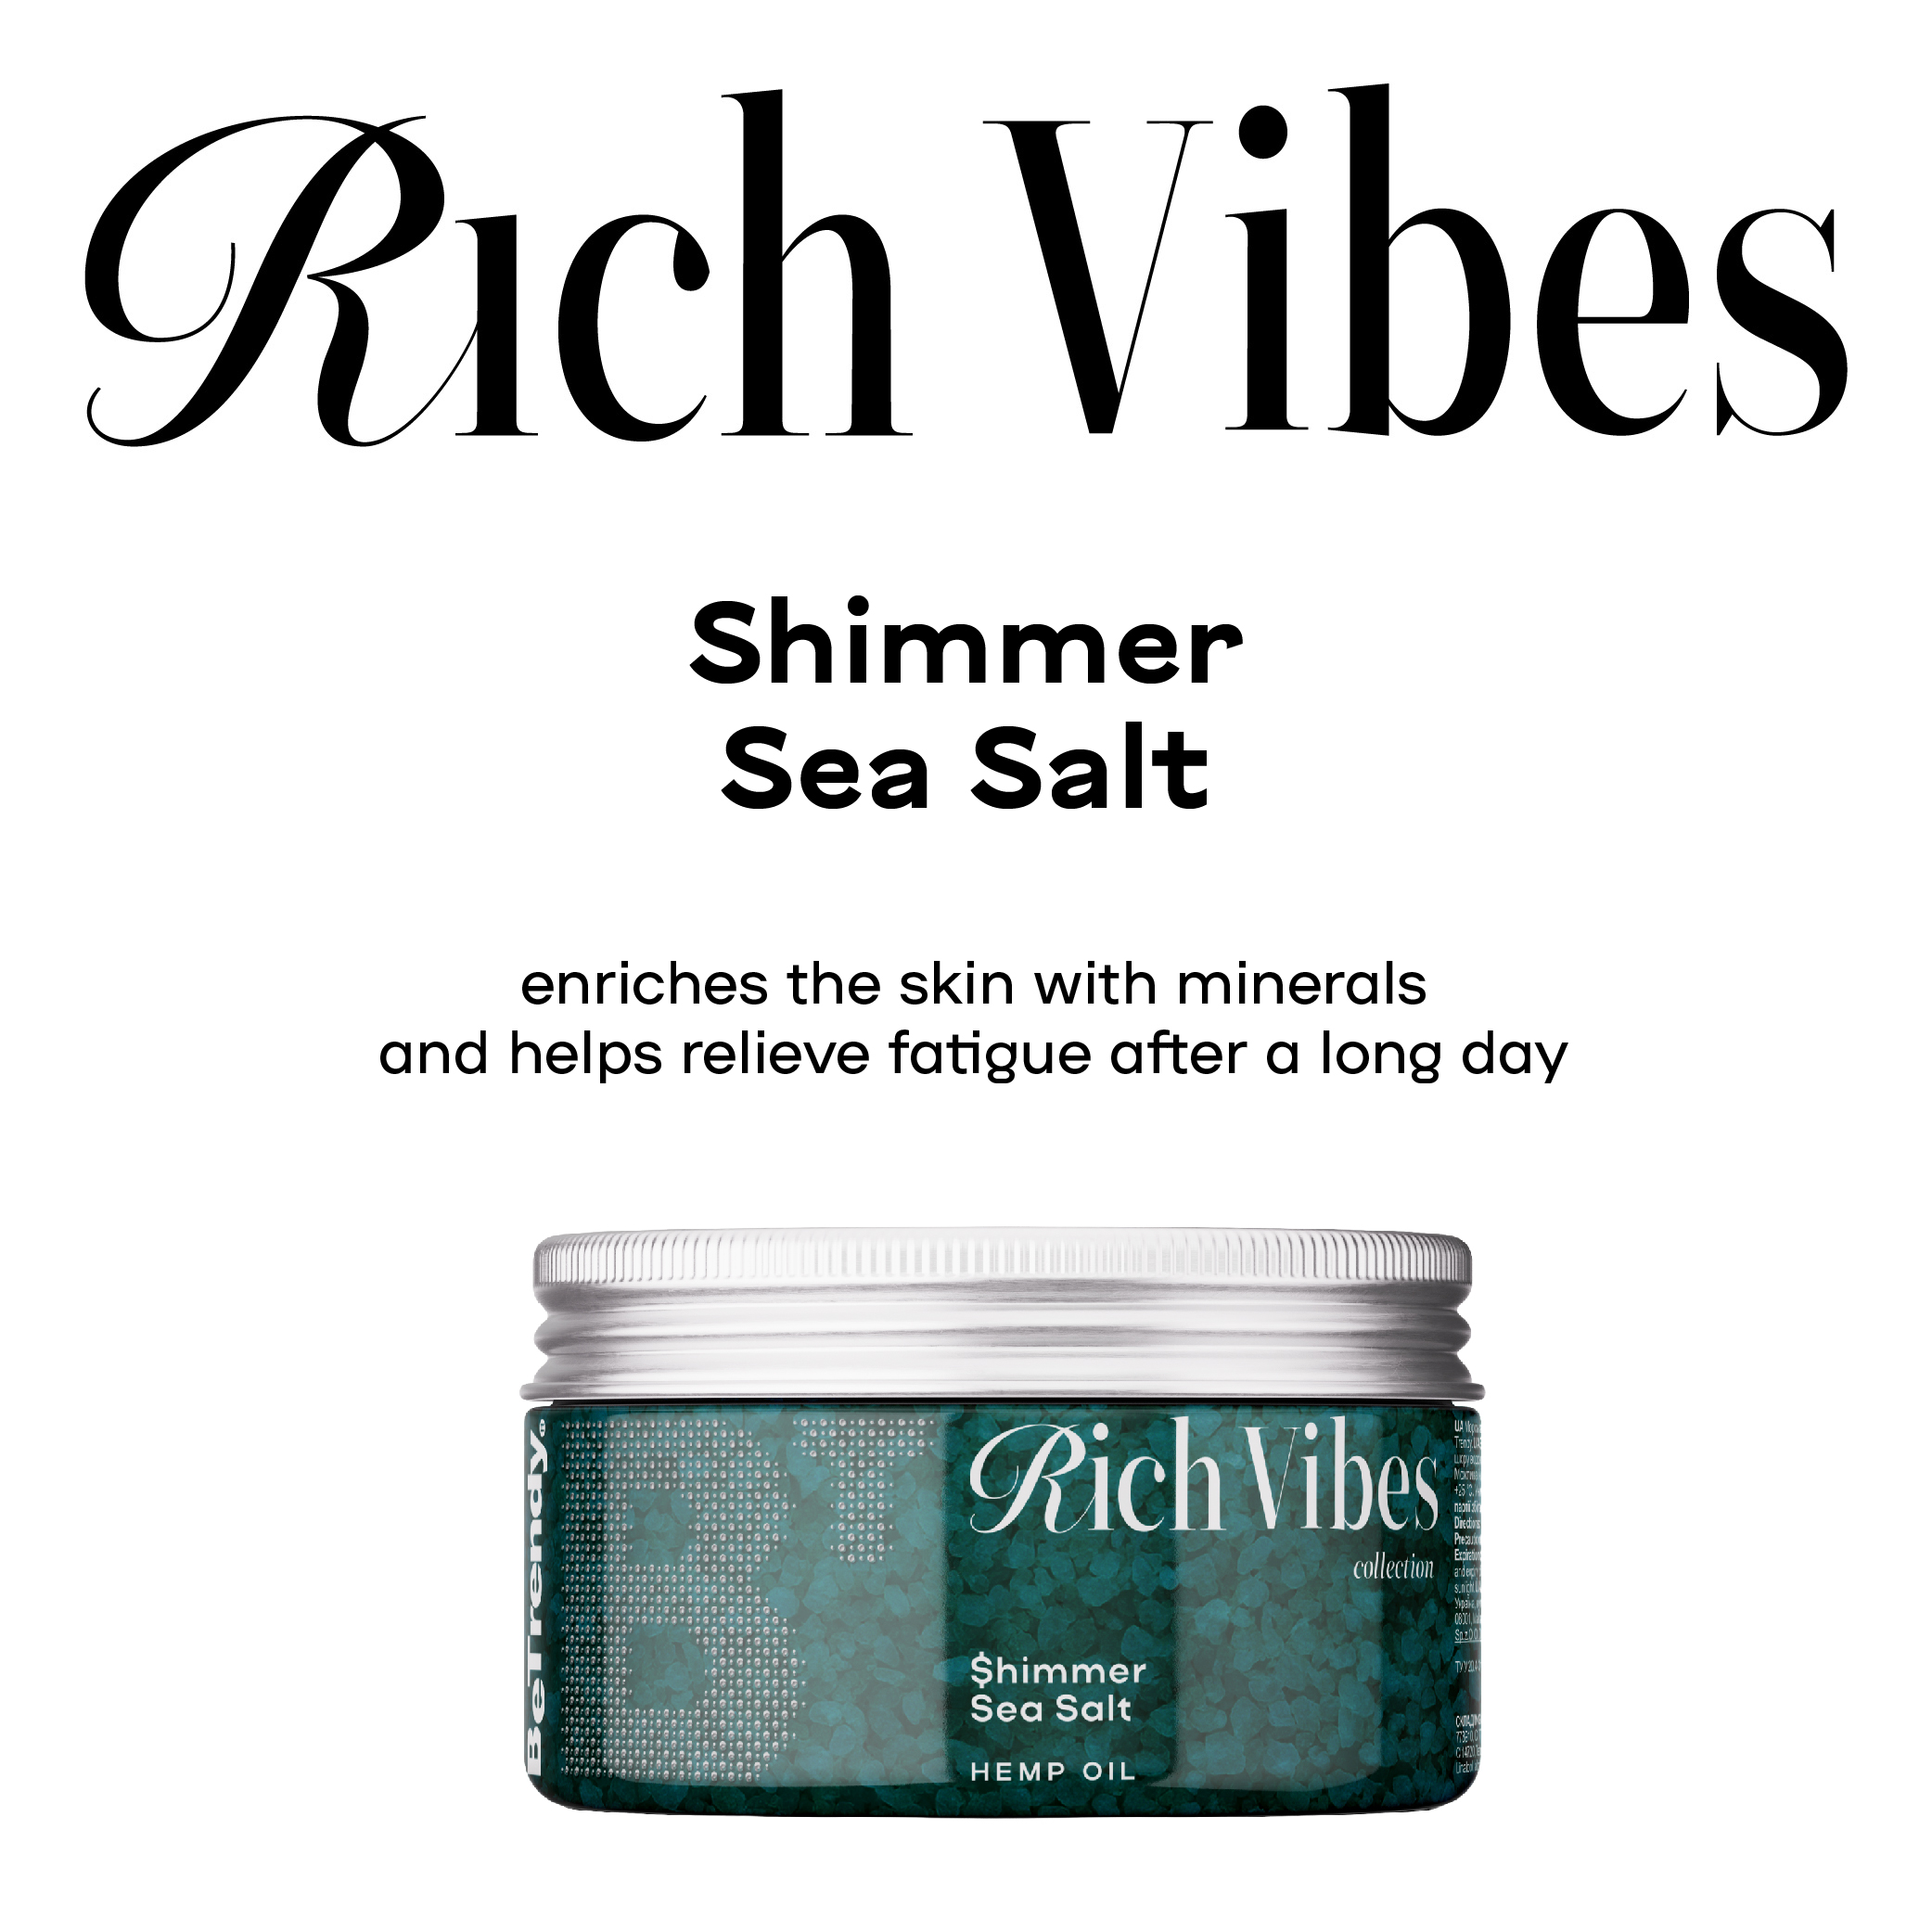 Rich Vibes
Shimmer
Sea Salt
enriches the skin with minerals
and helps relieve fatigue after a long day
BeTrendy®
BT
Rich Vibes
collection
$himmer
Sea Salt
HEMP OIL